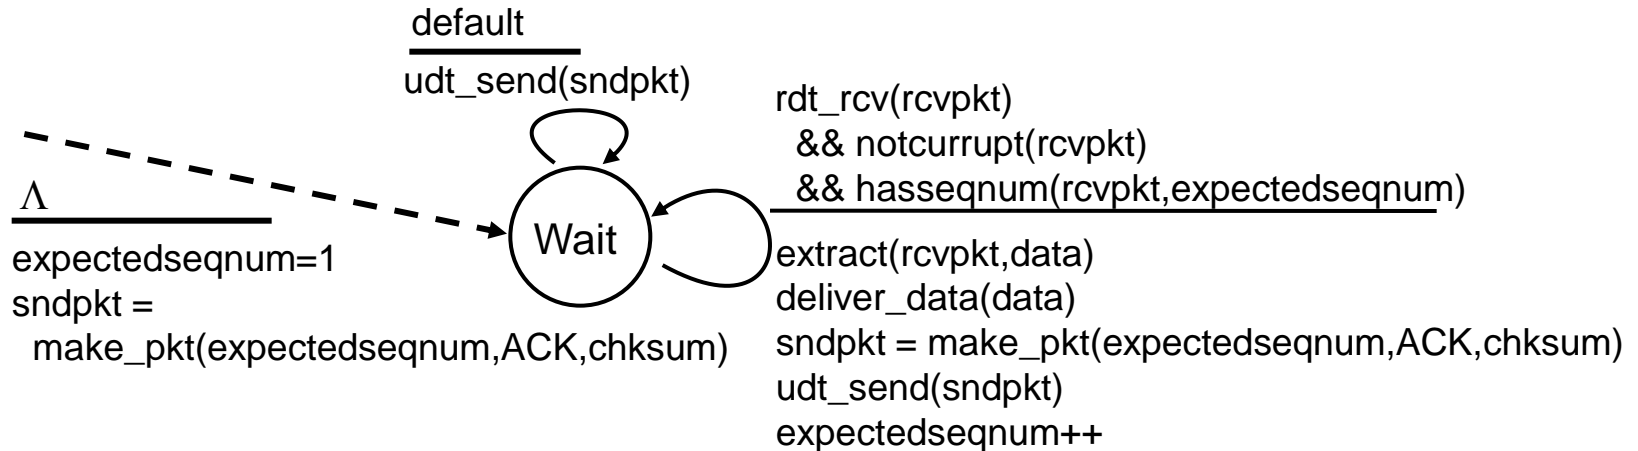 default
udt_send(sndpkt)
rdt_rcv(rcvpkt)
&& notcurrupt(rcvpkt)
&& hasseqnum(rcvpkt,expectedseqnum)
Λ
Wait
expectedseqnum=1
sndpkt =
make_pkt(expectedseqnum,ACK,chksum)
extract(rcvpkt,data)
deliver_data(data)
sndpkt = make_pkt(expectedseqnum,ACK,chksum)
udt_send(sndpkt)
expectedseqnum++